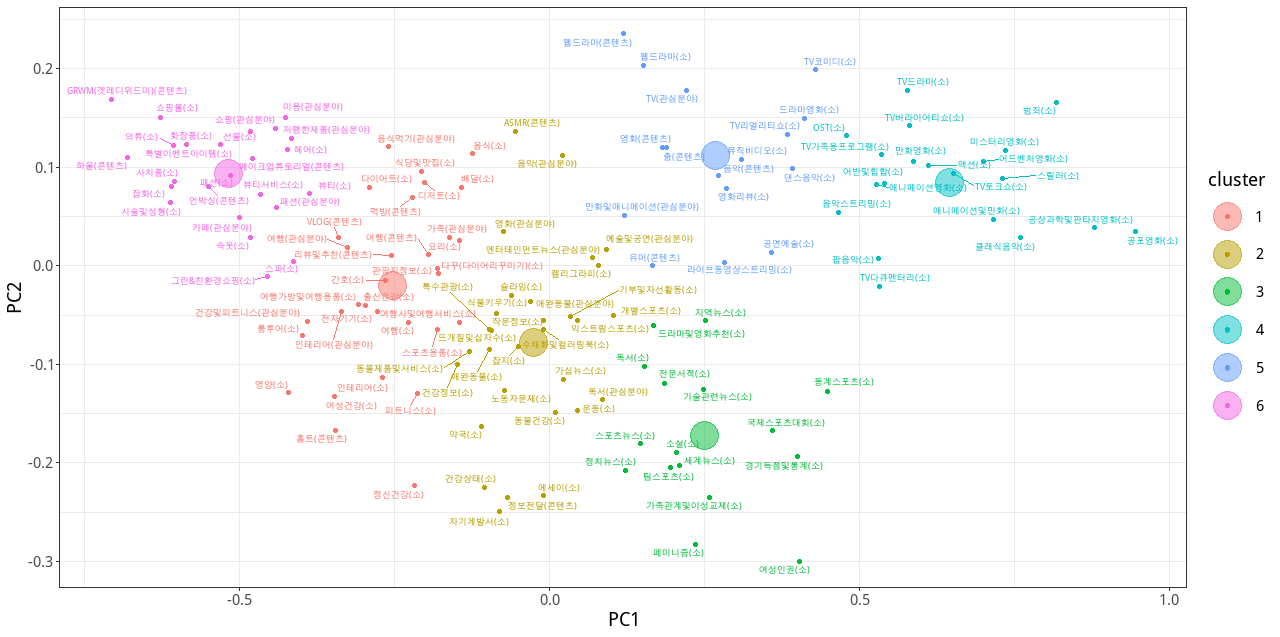 웹드라마(콘텐츠)
웹드라마(소)
TV코미디(소)
TV드라마(소)
TV(관심분야)
범죄(소)
GRWM(겟레디위드미)(콘텐츠)
쇼핑몰(소)
미용(관심분야)
드라마영화(소)
TV버라이어티쇼(소)
쇼핑(관심분야)
ASMR(콘텐츠)
TV리얼리티쇼(소)
OST(소)
저렴한제품(관심분야)
의류(소)
화장품(소)
선물(소)
음식먹기(관심분야)
음식(소)
영화(콘텐츠)
미스터리영화(소)
헤어(소)
특별이벤트아이템(소)
춤(콘텐츠)
뮤직비디오(소)
TV가족용프로그램(소)
만화영화(소)
어드벤처영화(소)
하울(콘텐츠)
메이크업튜토리얼(콘텐츠)
식당및맛집(소)
음악(관심분야)
음악(콘텐츠)
액션(소)
사치품(소)
패션(소)
다이어트(소)
배달(소)
댄스음악(소)
어반및힙합(소)
스릴러(소)
잡화(소)
뷰티서비스(소)
뷰티(소)
디저트(소)
영화리뷰(소)
애니메이션영화(소)
TV토크쇼(소)
언박싱(콘텐츠)
패션(관심분야)
먹방(콘텐츠)
만화및애니메이션(관심분야)
음악스트리밍(소)
애니메이션및만화(소)
시술및성형(소)
VLOG(콘텐츠)
영화(관심분야)
공상과학및판타지영화(소)
카페(관심분야)
가족(관심분야)
여행(관심분야)
여행(콘텐츠)
예술및공연(관심분야)
공연예술(소)
공포영화(소)
속옷(소)
요리(소)
엔터테인먼트뉴스(관심분야)
클래식음악(소)
리뷰및추천(콘텐츠)
유머(콘텐츠)
팝음악(소)
스파(소)
관광지정보(소)
다꾸(다이어리꾸미기)(소)
캘리그라피(소)
라이브동영상스트리밍(소)
그린&친환경쇼핑(소)
간호(소)
TV다큐멘터리(소)
특수관광(소)
슬라임(소)
기부및자선활동(소)
여행가방및여행용품(소)
출산육아(소)
식물키우기(소)
애완동물(관심분야)
건강및피트니스(관심분야)
전자기기(소)
여행사및여행서비스(소)
개별스포츠(소)
지역뉴스(소)
작문정보(소)
룸투어(소)
여행(소)
익스트림스포츠(소)
드라마및영화추천(소)
뜨개질및십자수(소)
인테리어(관심분야)
스포츠용품(소)
수채화및컬러링북(소)
잡지(소)
독서(소)
동물제품및서비스(소)
애완동물(소)
가십뉴스(소)
전문서적(소)
영양(소)
인테리어(소)
건강정보(소)
독서(관심분야)
기술관련뉴스(소)
동계스포츠(소)
여성건강(소)
피트니스(소)
노동자문제(소)
운동(소)
동물건강(소)
국제스포츠대회(소)
홈트(콘텐츠)
약국(소)
스포츠뉴스(소)
소설(소)
정치뉴스(소)
세계뉴스(소)
경기득점및통계(소)
팀스포츠(소)
건강상태(소)
에세이(소)
정신건강(소)
정보전달(콘텐츠)
가족관계및이성교제(소)
자기계발서(소)
페미니즘(소)
여성인권(소)
0.2
0.1
0.0
-0.1
-0.2
-0.3
PC2
-0.5
0.0
0.5
1.0
PC1
cluster
1
2
3
4
5
6